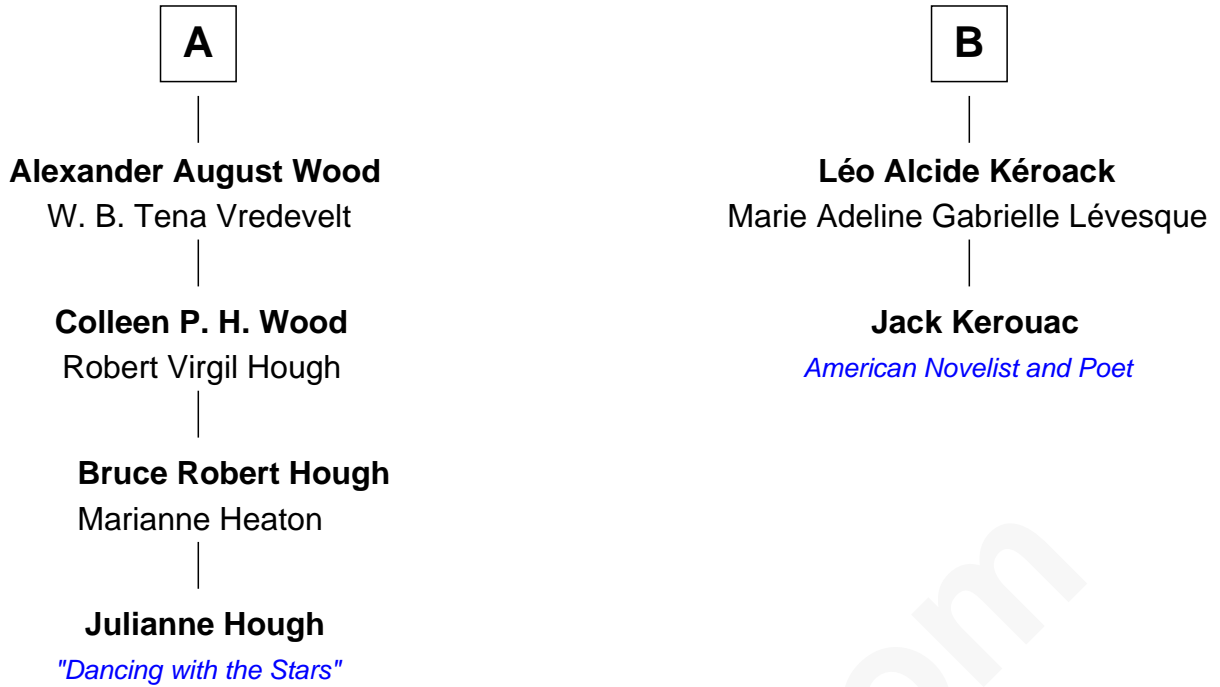 A
Alexander August Wood
W. B. Tena Vredevelt
Colleen P. H. Wood
Robert Virgil Hough
Bruce Robert Hough
Marianne Heaton
Julianne Hough
"Dancing with the Stars"
B
Léo Alcide Kéroack
Marie Adeline Gabrielle Lévesque
Jack Kerouac
American Novelist and Poet
om